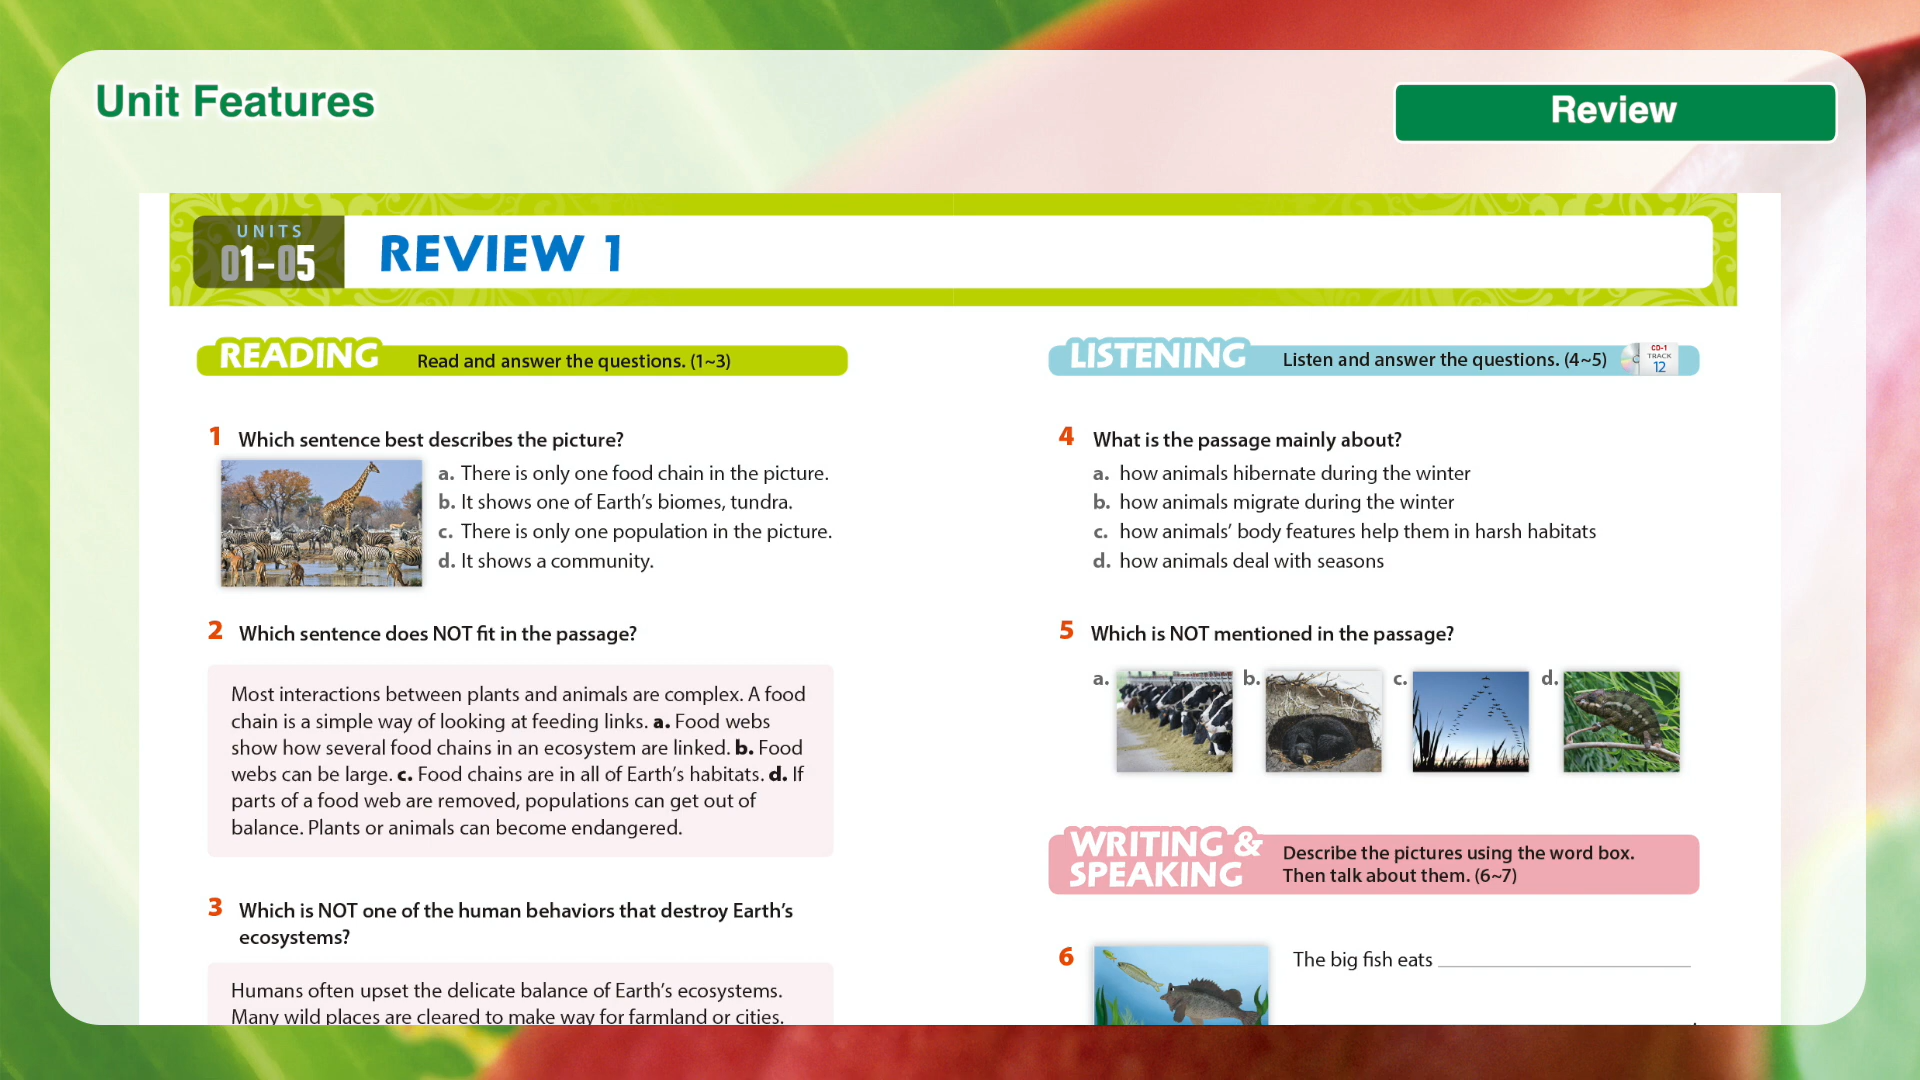 Unit Features
Review
UNITS
01-05
REVIEW 1
READING
Read and answer the questions. (1~3)
1 Which sentence best describes the picture?
a. There is only one food chain in the picture.
b. It shows one of Earth's biomes, tundra.
c. There is only one population in the picture.
d. It shows a community.
2 Which sentence does NOT fit in the passage?
Most interactions between plants and animals are complex. A food
chain is a simple way of looking at feeding links. a. Food webs
show how several food chains in an ecosystem are linked. b. Food
webs can be large. c. Food chains are in all of Earth's habitats. d. If
parts of a food web are removed, populations can get out of
balance. Plants or animals can become endangered.
3 Which is NOT one of the human behaviors that destroy Earth's
ecosystems?
Humans often upset the delicate balance of Earth's ecosystems.
Many wild places are cleared to make way for farmland or cities.
LISTENING
Listen and answer the questions. (4~5)
CD-1
TRACK
12
4 What is the passage mainly about?
a. how animals hibernate during the winter
b. how animals migrate during the winter
c. how animals' body features help them in harsh habitats
d. how animals deal with seasons
5 Which is NOT mentioned in the passage?
a. b. c. d.
WRITING &
SPEAKING
Describe the pictures using the word box.
Then talk about them. (6~7)
6 The big fish eats